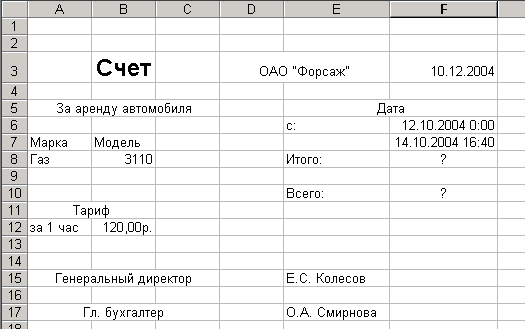 A B C D E F
1
2
3 Счет ОАО "Форсаж" 10.12.2004
4
5 За аренду автомобиля Дата
6 с: 12.10.2004 0:00
7 Марка Модель 14.10.2004 16:40
8 Газ 3110 Итого: ?
9
10 Всего: ?
11 Тариф
12 за 1 час 120,00р.
13
14
15 Генеральный директор Е.С. Колесов
16
17 Гл. бухгалтер О.А. Смирнова
18